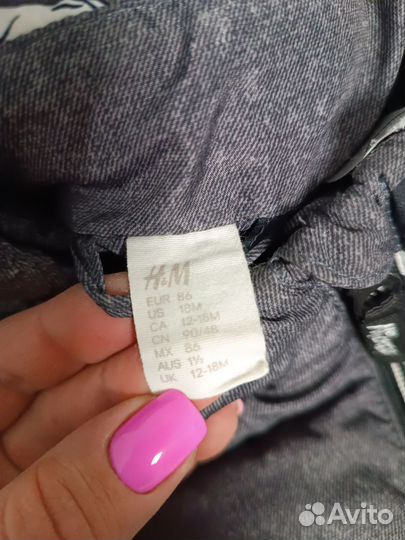 H&M
EUR 86
US 18M
CA 12-18M
CN 90/48
MX 86
AUS 1½
UK 12-18M
Avito